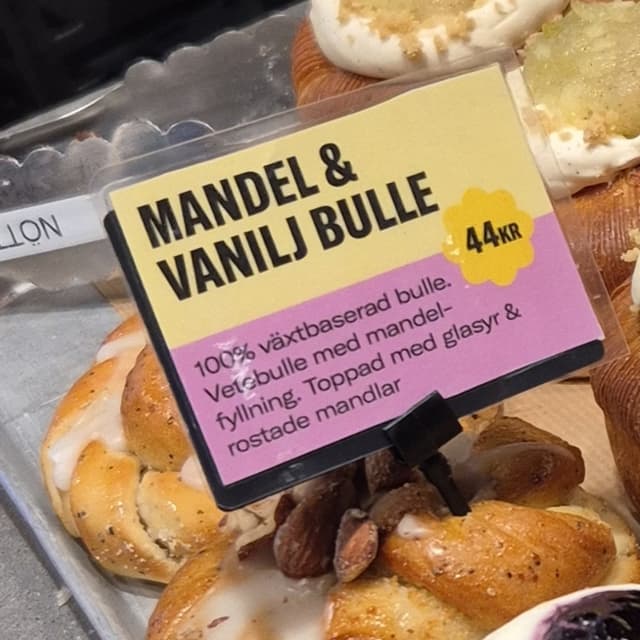 MANDEL &
VANILJ BULLE
44KR
100% växtbaserad bulle.
Vetebulle med mandel-
fyllning. Toppad med glasyr &
rostade mandlar